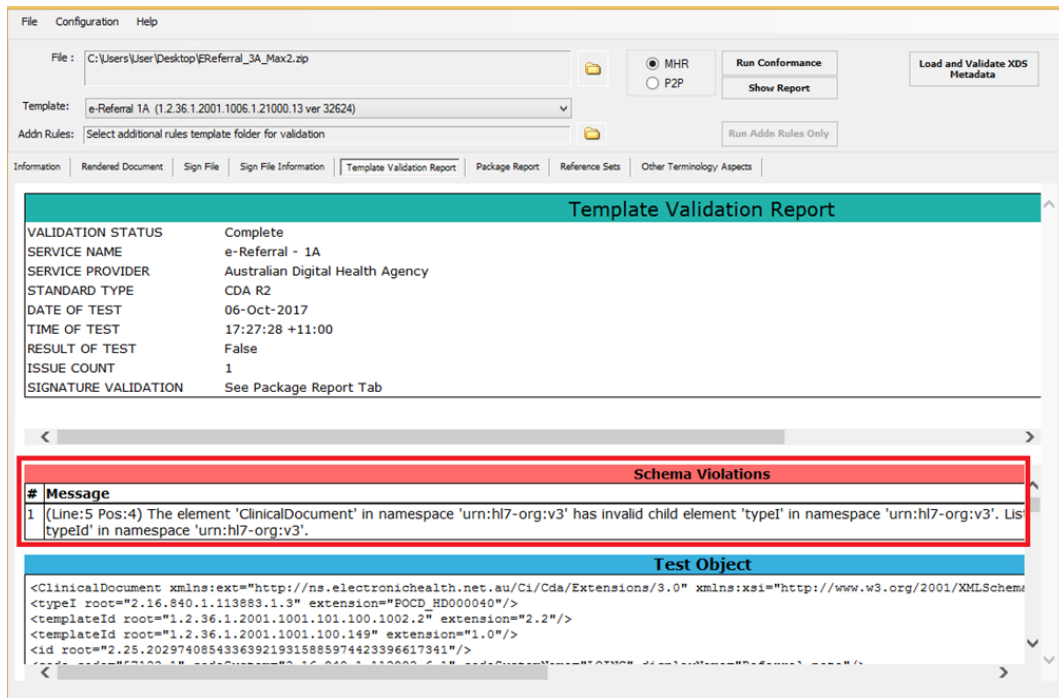 File Configuration Help
File : C:\Users\User\Desktop\EReferral_3A_Max2.zip
MHR
P2P
Run Conformance
Show Report
Load and Validate XDS
Metadata
Template: e-Referral 1A (1.2.36.1.2001.1006.1.21000.13 ver 32624)
Addn Rules: Select additional rules template folder for validation
Run Addn Rules Only
Information Rendered Document Sign File Sign File Information Template Validation Report Package Report Reference Sets Other Terminology Aspects
Template Validation Report
VALIDATION STATUS Complete
SERVICE NAME e-Referral - 1A
SERVICE PROVIDER Australian Digital Health Agency
STANDARD TYPE CDA R2
DATE OF TEST 06-Oct-2017
TIME OF TEST 17:27:28 +11:00
RESULT OF TEST False
ISSUE COUNT 1
SIGNATURE VALIDATION See Package Report Tab
Schema Violations
# Message
1 (Line:5 Pos:4) The element 'ClinicalDocument' in namespace 'urn:hl7-org:v3' has invalid child element 'typeI' in namespace 'urn:hl7-org:v3'. Lis
typeId' in namespace 'urn:hl7-org:v3'.
Test Object
<ClinicalDocument xmlns:ext="http://ns.electronichealth.net.au/Ci/Cda/Extensions/3.0" xmlns:xsi="http://www.w3.org/2001/XMLSchema
<typeI root="2.16.840.1.113883.1.3" extension="POCD_HD000040"/>
<templateId root="1.2.36.1.2001.1001.101.100.1002.2" extension="2.2"/>
<templateId root="1.2.36.1.2001.1001.100.149" extension="1.0"/>
<id root="2.25.202974085433639219315885974423396617341"/>